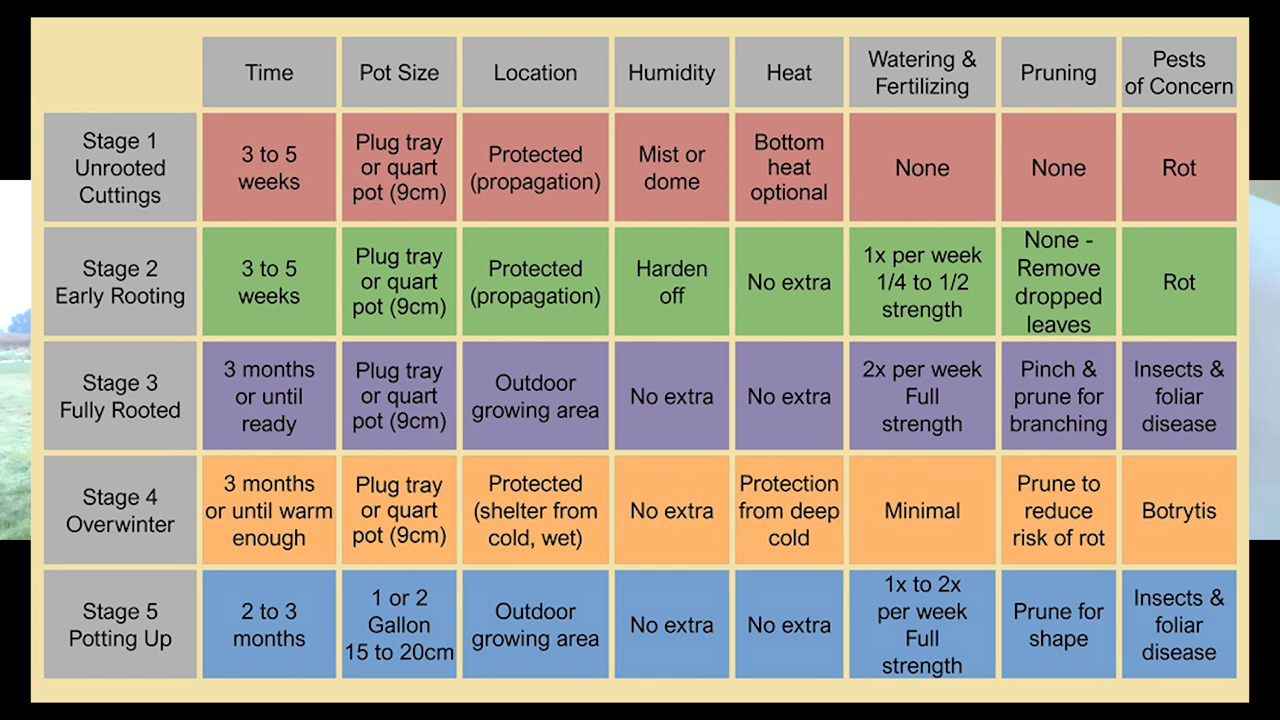 Time
Pot Size
Location
Humidity
Heat
Watering &
Fertilizing
Pruning
Pests
of Concern
Stage 1
Unrooted
Cuttings
3 to 5
weeks
Plug tray
or quart
pot (9cm)
Protected
(propagation)
Mist or
dome
Bottom
heat
optional
None
None
Rot
Stage 2
Early Rooting
3 to 5
weeks
Plug tray
or quart
pot (9cm)
Protected
(propagation)
Harden
off
No extra
1x per week
1/4 to 1/2
strength
None -
Remove
dropped
leaves
Rot
Stage 3
Fully Rooted
3 months
or until
ready
Plug tray
or quart
pot (9cm)
Outdoor
growing area
No extra
No extra
2x per week
Full
strength
Pinch &
prune for
branching
Insects &
foliar
disease
Stage 4
Overwinter
3 months
or until warm
enough
Plug tray
or quart
pot (9cm)
Protected
(shelter from
cold, wet)
No extra
Protection
from deep
cold
Minimal
Prune to
reduce
risk of rot
Botrytis
Stage 5
Potting Up
2 to 3
months
1 or 2
Gallon
15 to 20cm
Outdoor
growing area
No extra
No extra
1x to 2x
per week
Full
strength
Prune for
shape
Insects &
foliar
disease